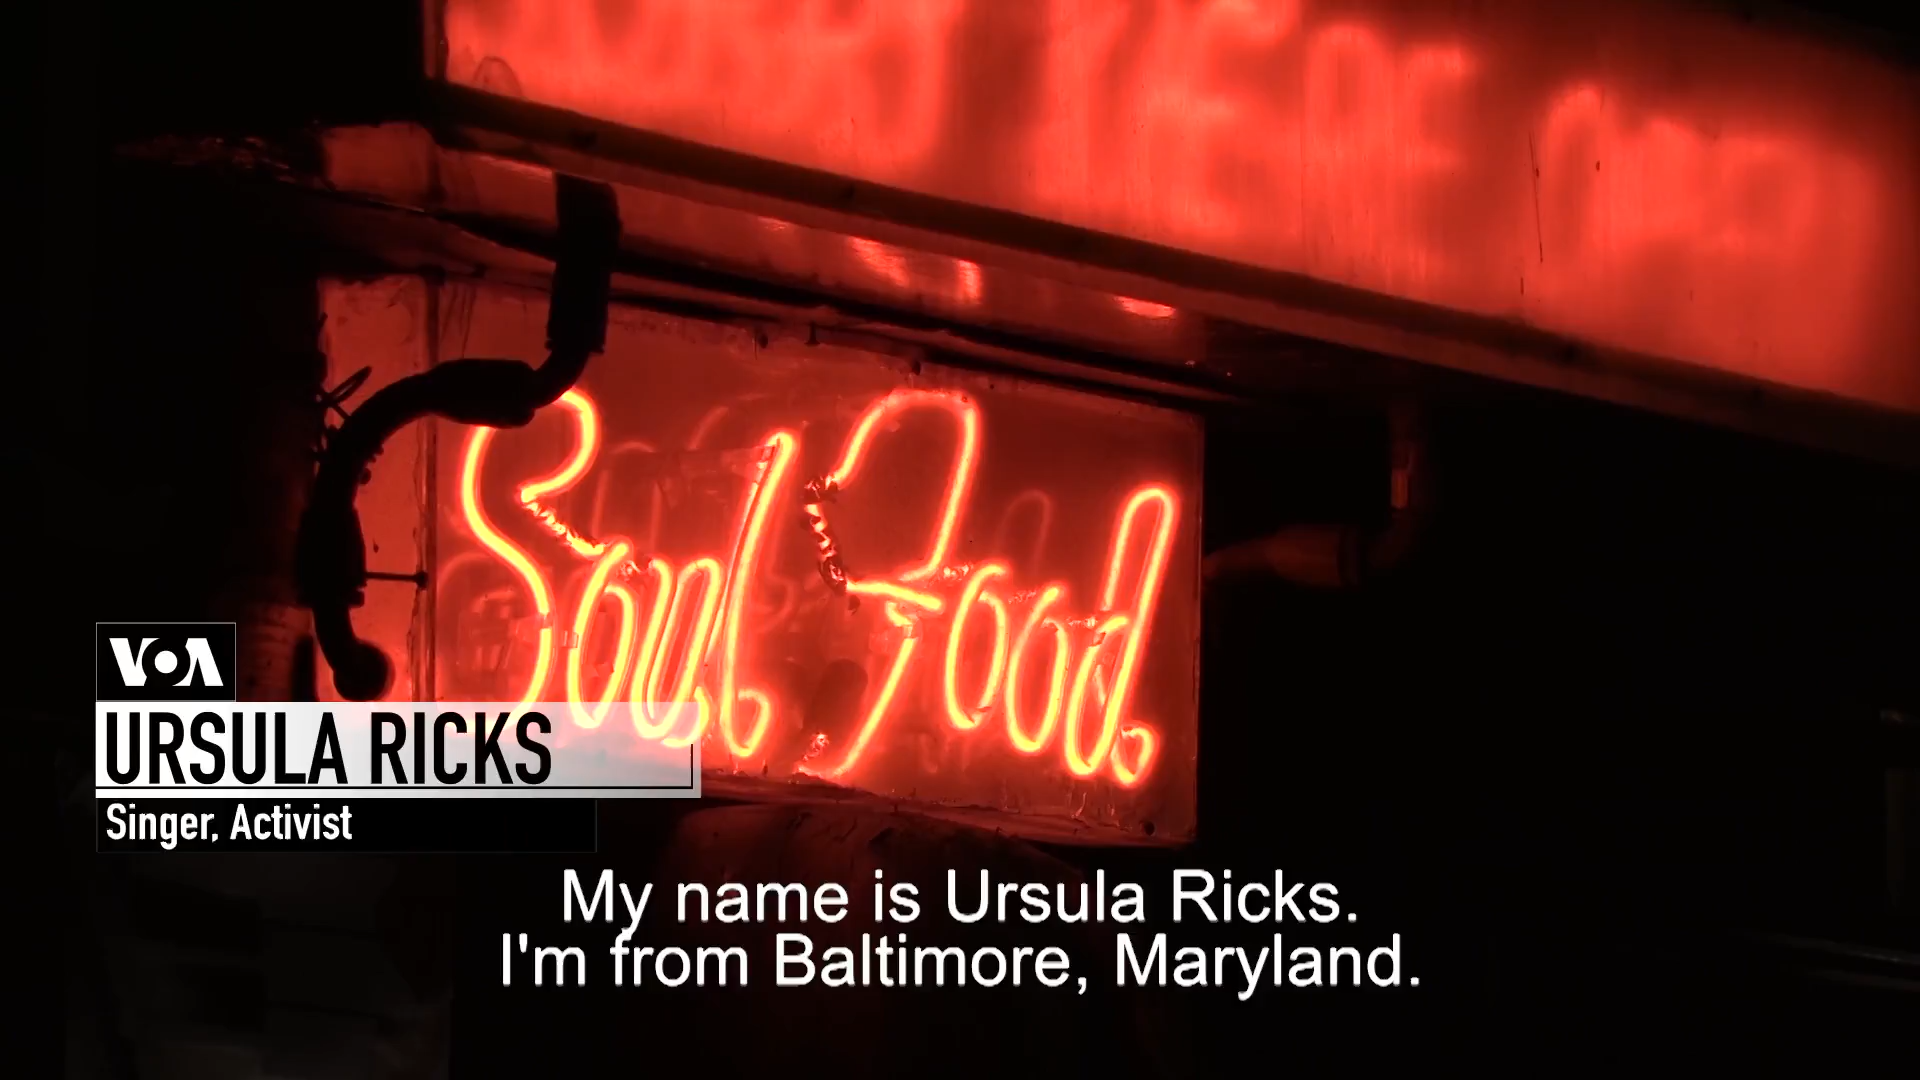 Soul Food
VOA
URSULA RICKS
Singer, Activist
My name is Ursula Ricks.
I'm from Baltimore, Maryland.